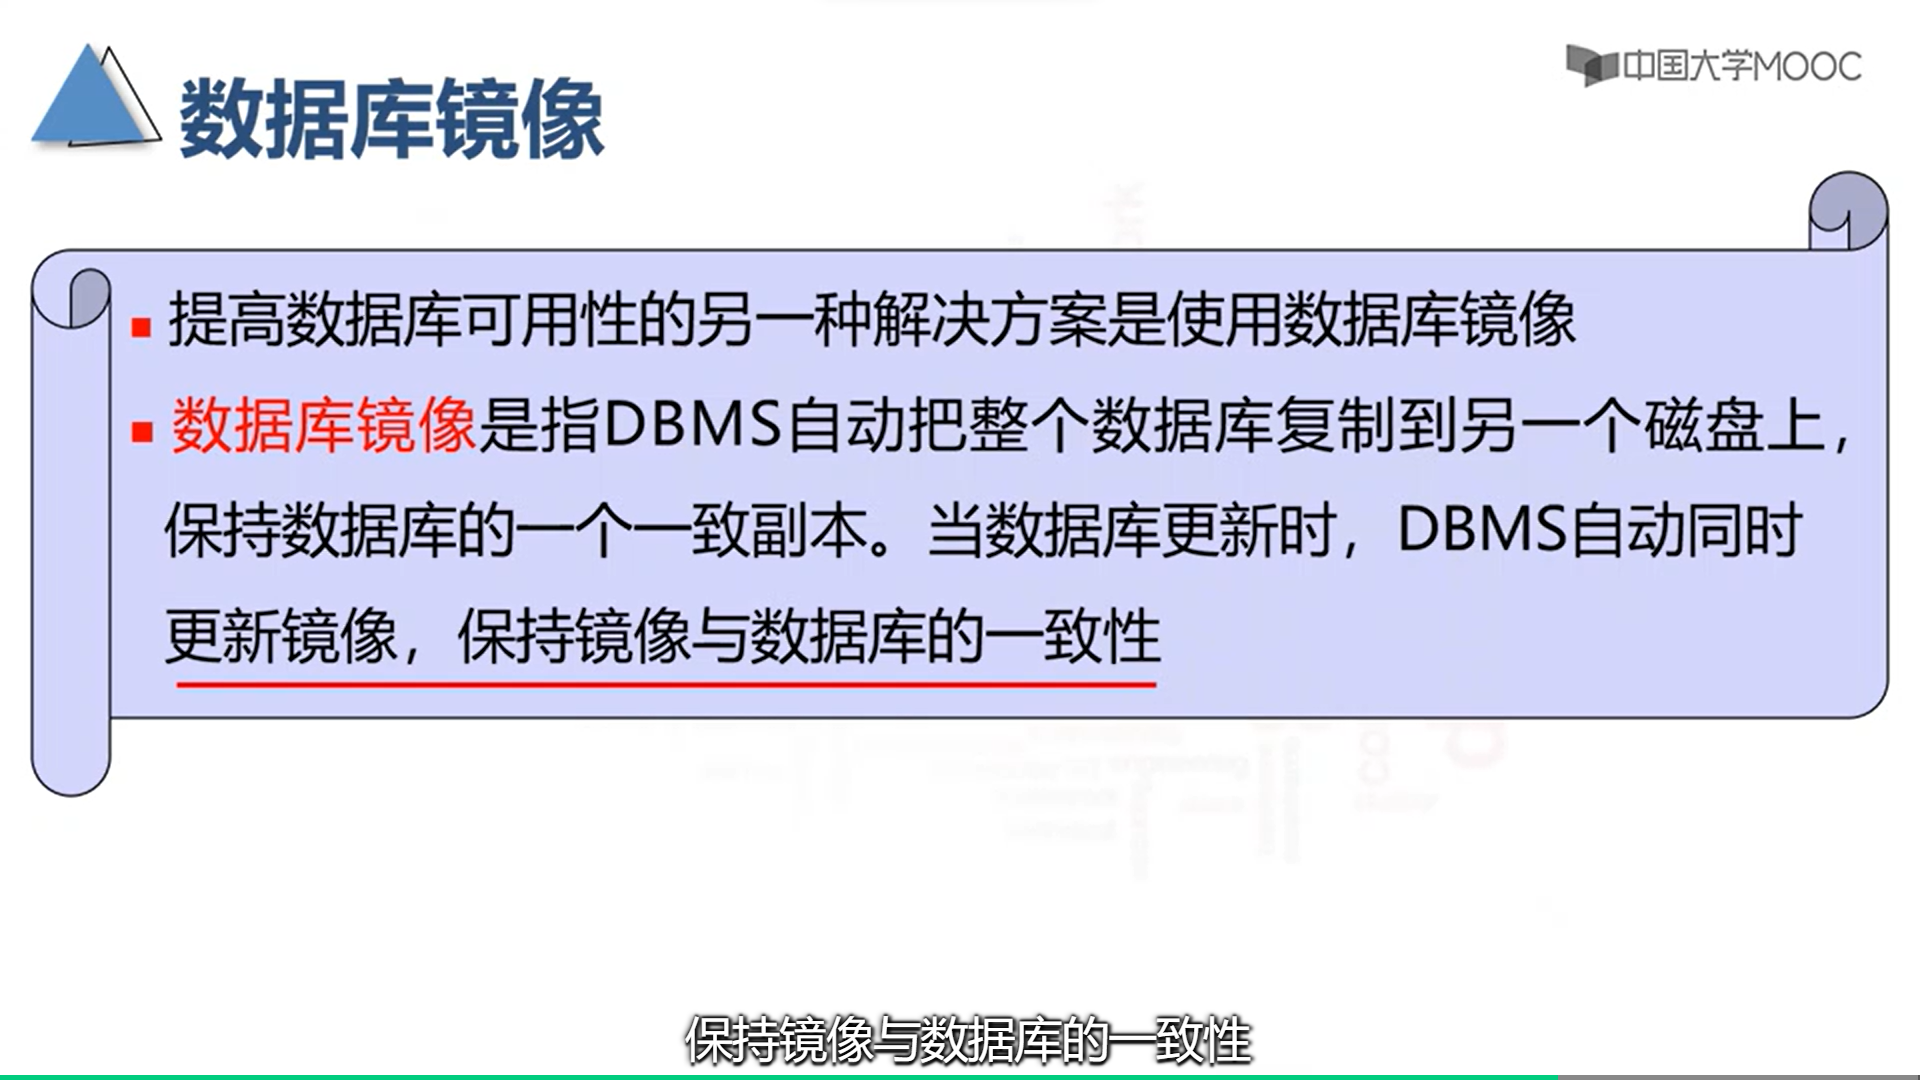 数据库镜像
中国大学MOOC
提高数据库可用性的另一种解决方案是使用数据库镜像
数据库镜像是指DBMS自动把整个数据库复制到另一个磁盘上，
保持数据库的一个一致副本。当数据库更新时，DBMS自动同时
更新镜像，保持镜像与数据库的一致性
保持镜像与数据库的一致性